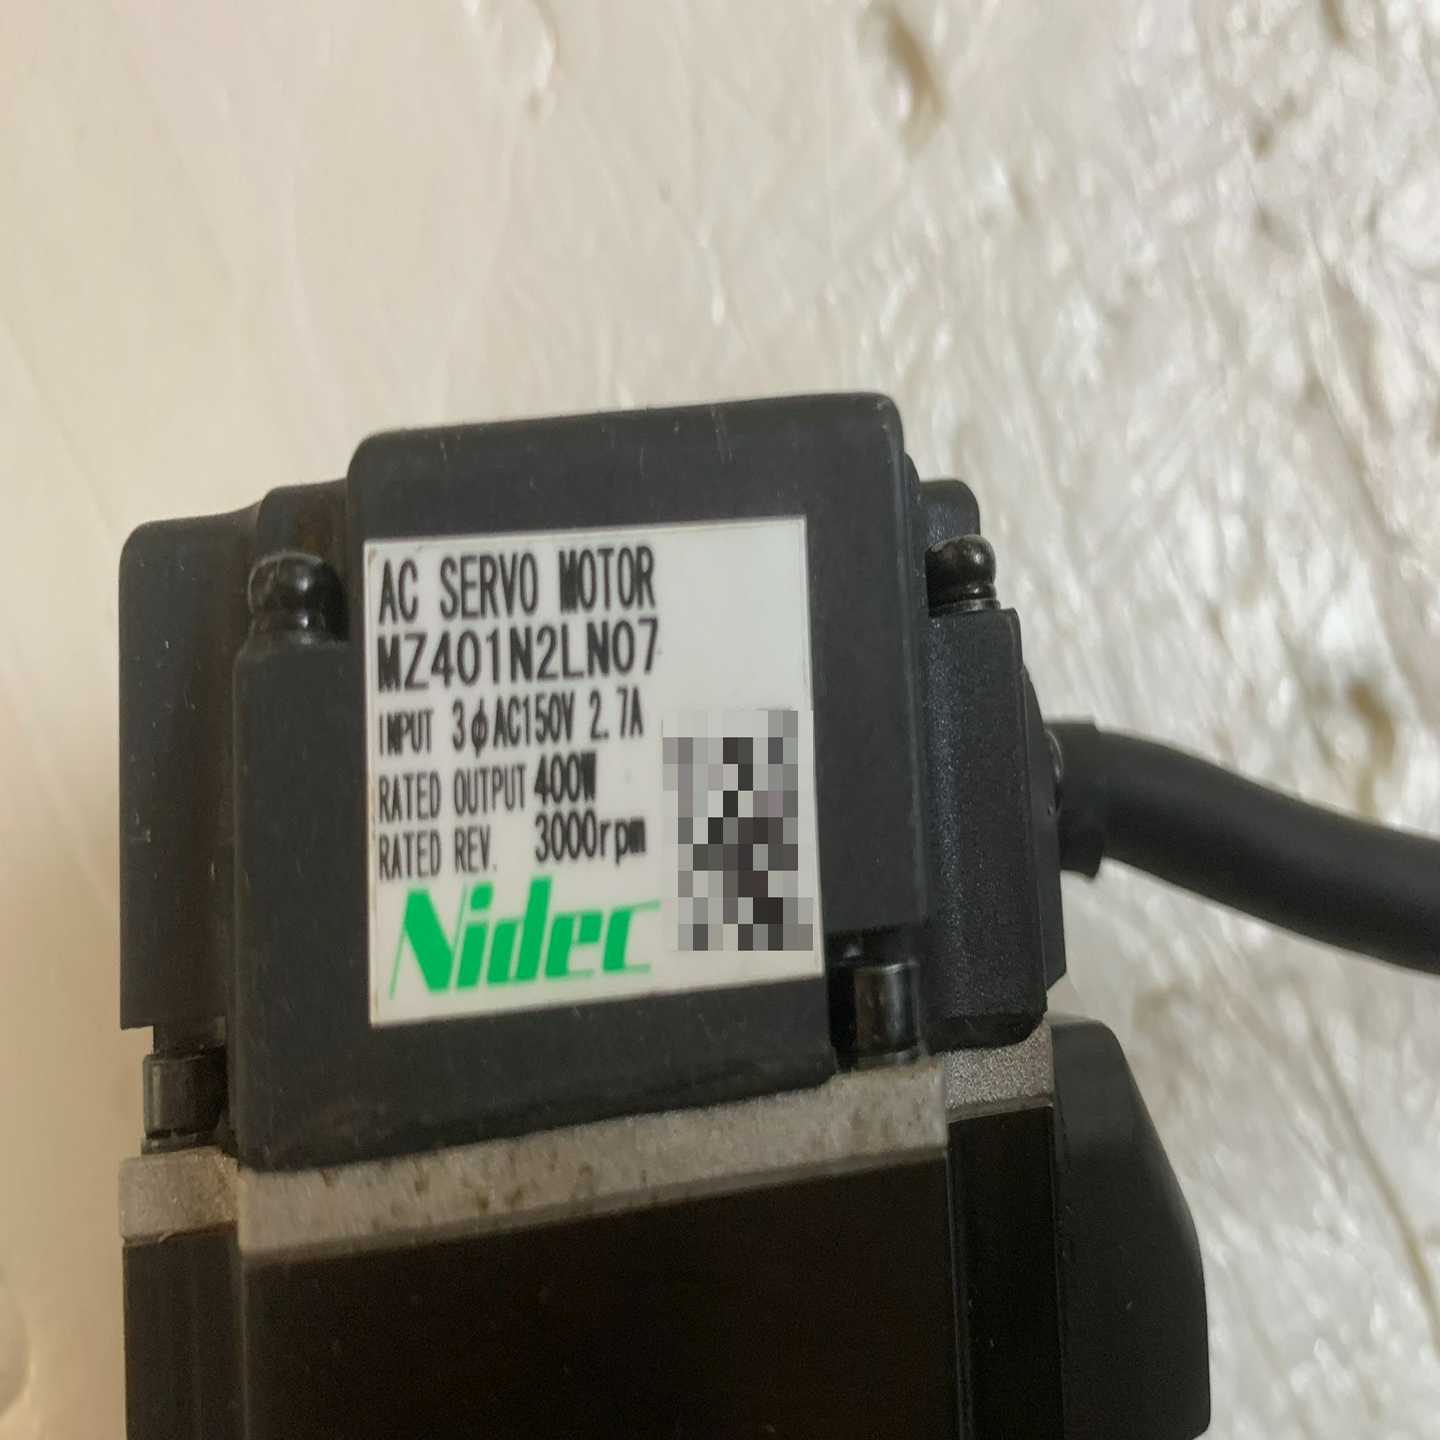 AC SERVO MOTOR
MZ401N2LN07
INPUT 3ϕAC150V 2.7A
RATED OUTPUT 400W
RATED REV. 3000rpm
Nidec